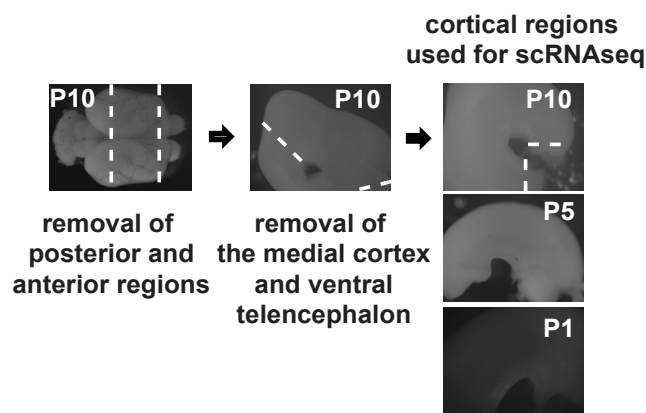 cortical regions
used for scRNAseq
P10
P10
P10
removal of
posterior and
anterior regions
removal of
the medial cortex
and ventral
telencephalon
P5
P1